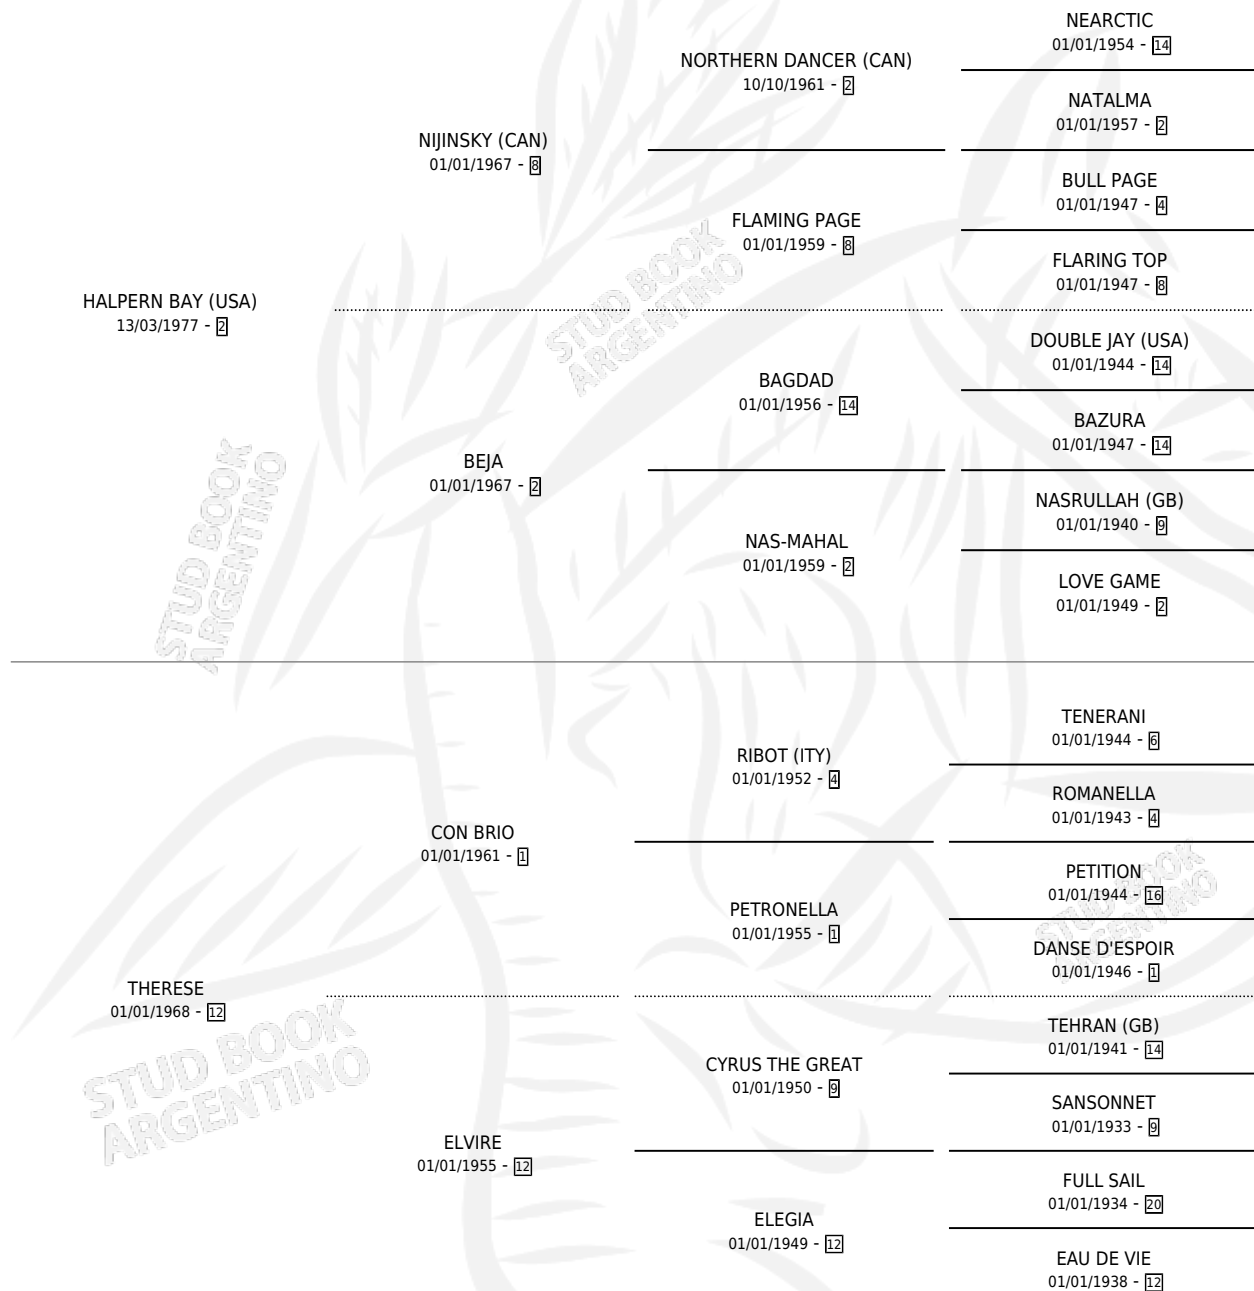 NEARCTIC
01/01/1954 - 14
NORTHERN DANCER (CAN)
10/10/1961 - 2
NATALMA
01/01/1957 - 2
NIJINSKY (CAN)
01/01/1967 - 8
BULL PAGE
01/01/1947 - 4
FLAMING PAGE
01/01/1959 - 8
FLARING TOP
01/01/1947 - 8
HALPERN BAY (USA)
13/03/1977 - 2
DOUBLE JAY (USA)
01/01/1944 - 14
BAGDAD
01/01/1956 - 14
BAZURA
01/01/1947 - 14
BEJA
01/01/1967 - 2
NASRULLAH (GB)
01/01/1940 - 9
NAS-MAHAL
01/01/1959 - 2
LOVE GAME
01/01/1949 - 2
TENERANI
01/01/1944 - 6
RIBOT (ITY)
01/01/1952 - 4
ROMANELLA
01/01/1943 - 4
CON BRIO
01/01/1961 - 1
PETITION
01/01/1944 - 16
PETRONELLA
01/01/1955 - 1
DANSE D'ESPOIR
01/01/1946 - 1
THERESE
01/01/1968 - 12
TEHRAN (GB)
01/01/1941 - 14
CYRUS THE GREAT
01/01/1950 - 9
SANSONNET
01/01/1933 - 9
ELVIRE
01/01/1955 - 12
FULL SAIL
01/01/1934 - 20
ELEGIA
01/01/1949 - 12
EAU DE VIE
01/01/1938 - 12
STUD BOOK
ARGENTINO
STUD BOOK
ARGENTINO
STUD BOOK
ARGENTINO
STUD BOOK
ARGENTINO